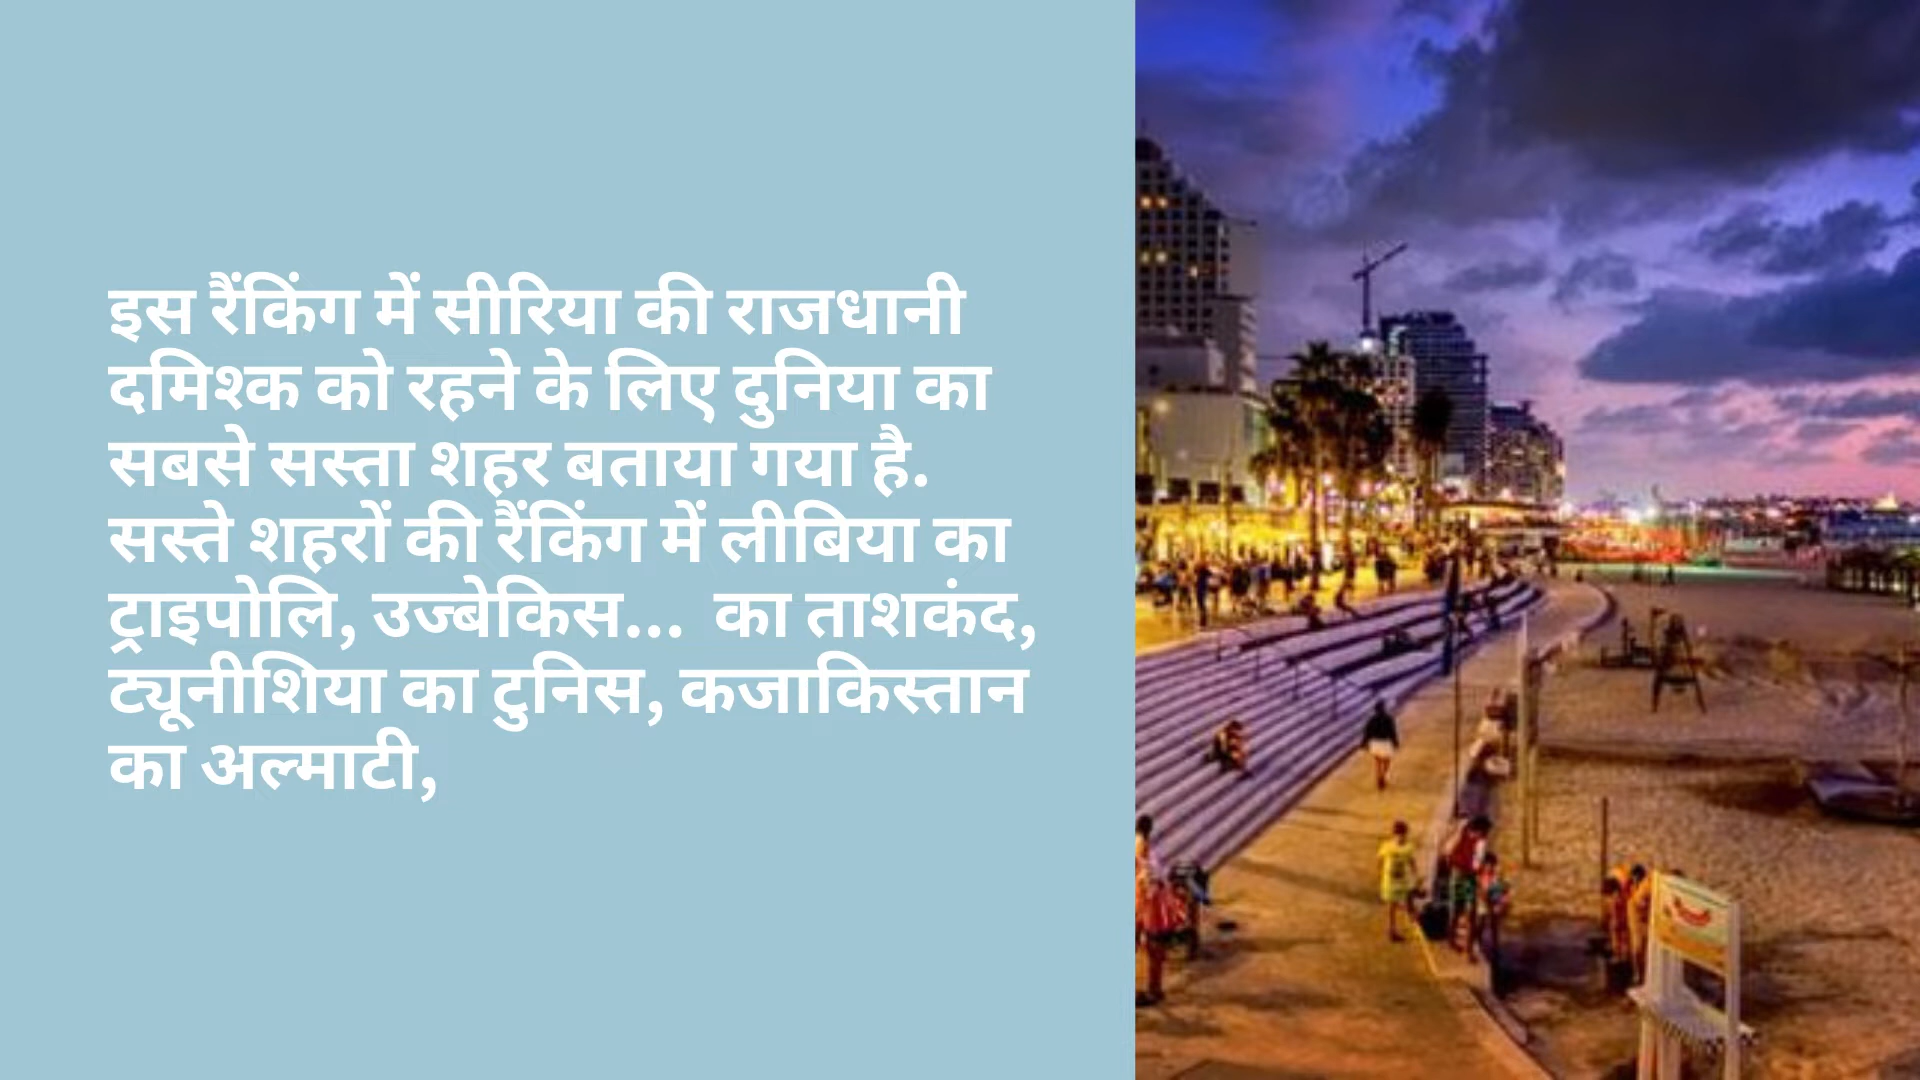 इस रैंकिंग में सीरिया की राजधानी
दमिश्क को रहने के लिए दुनिया का
सबसे सस्ता शहर बताया गया है.
सस्ते शहरों की रैंकिंग में लीबिया का
ट्राइपोलि, उज्बेकिस... का ताशकंद,
ट्यूनीशिया का टुनिस, कजाकिस्तान
का अल्माटी,